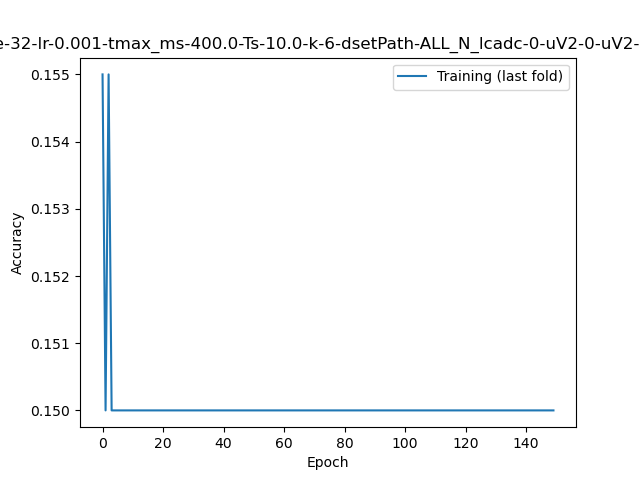 e-32-lr-0.001-tmax_ms-400.0-Ts-10.0-k-6-dsetPath-ALL_N_lcadc-0-uV2-0-uV2-
Training (last fold)
0.155
0.154
0.153
0.152
0.151
0.150
Accuracy
0 20 40 60 80 100 120 140
Epoch